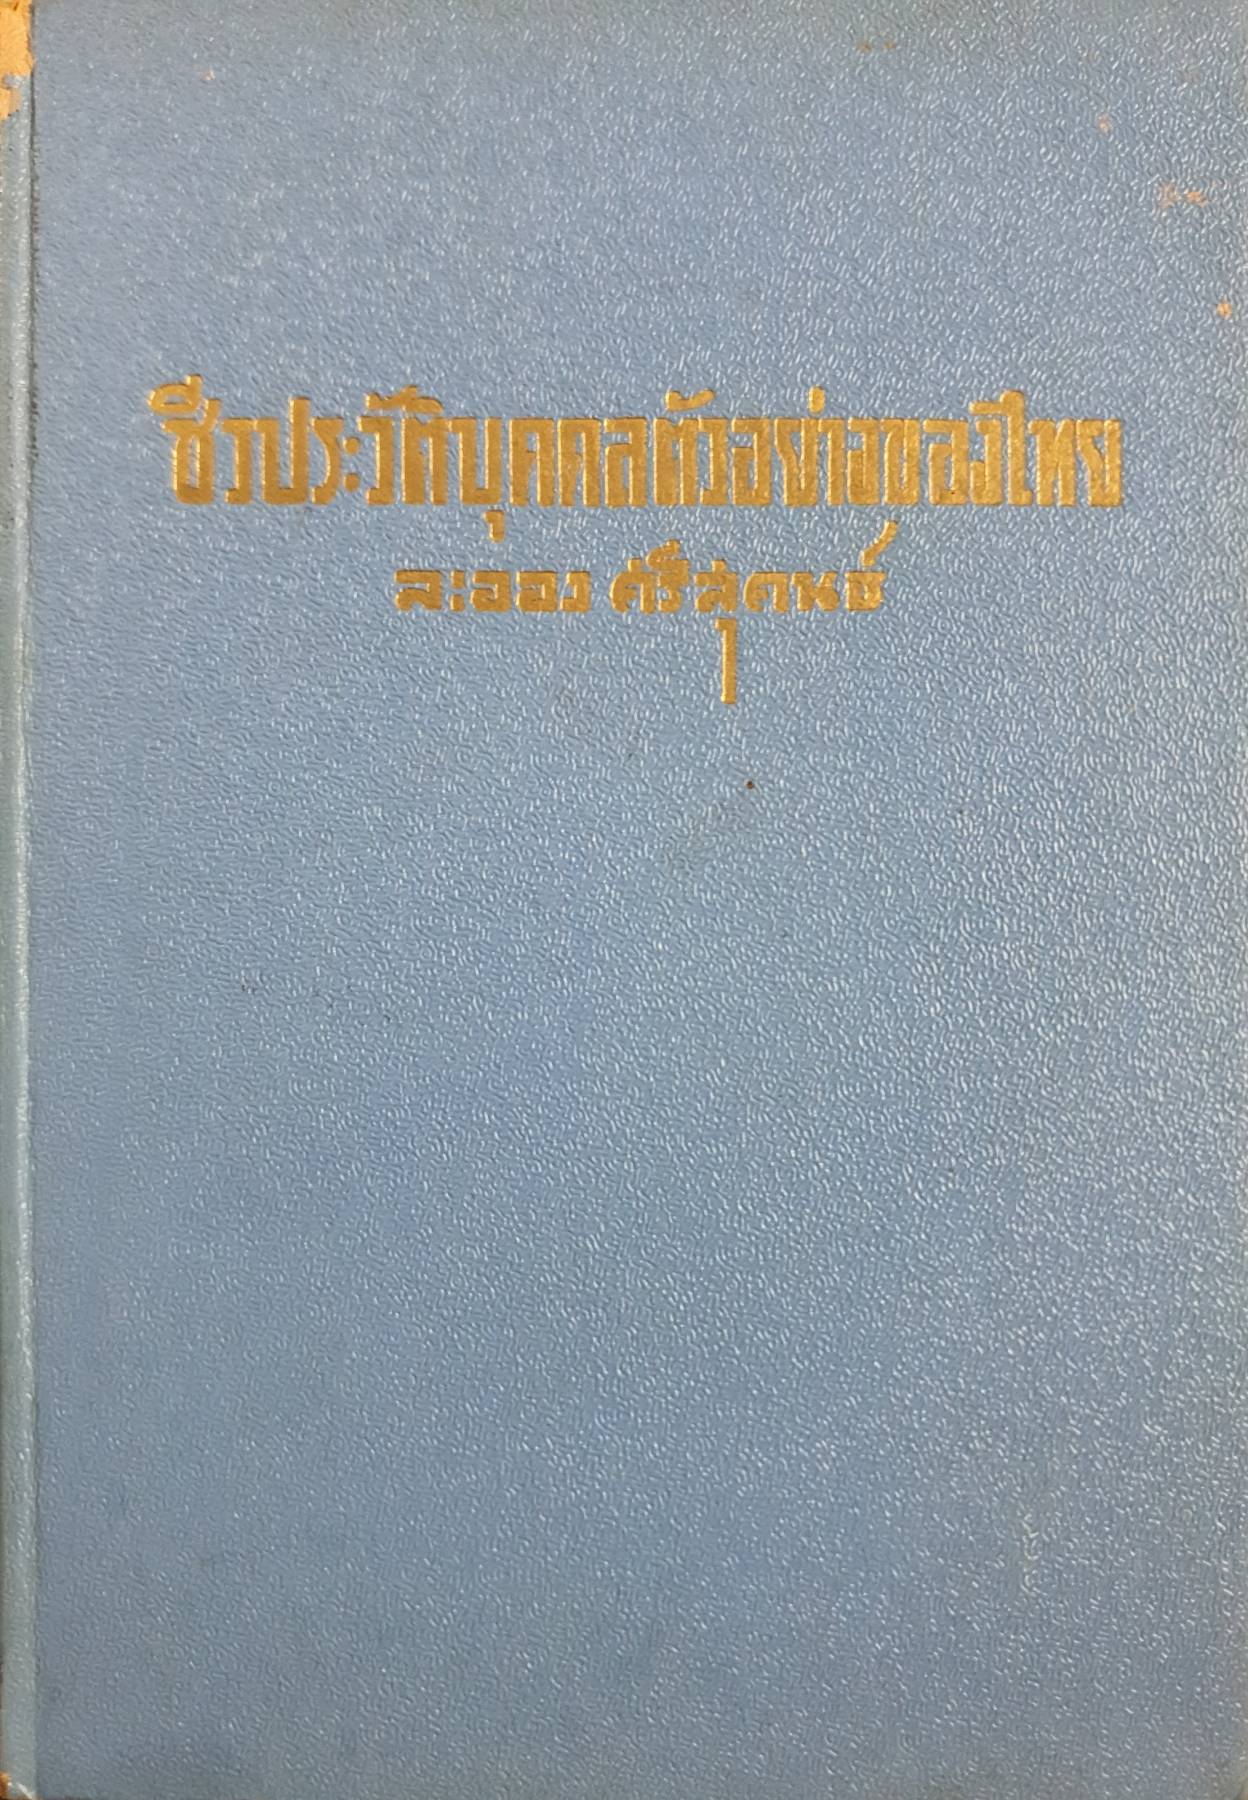 ชีวประวัติบุคคลตัวอย่างของไทย
ละออง ศรีสุคนธ์